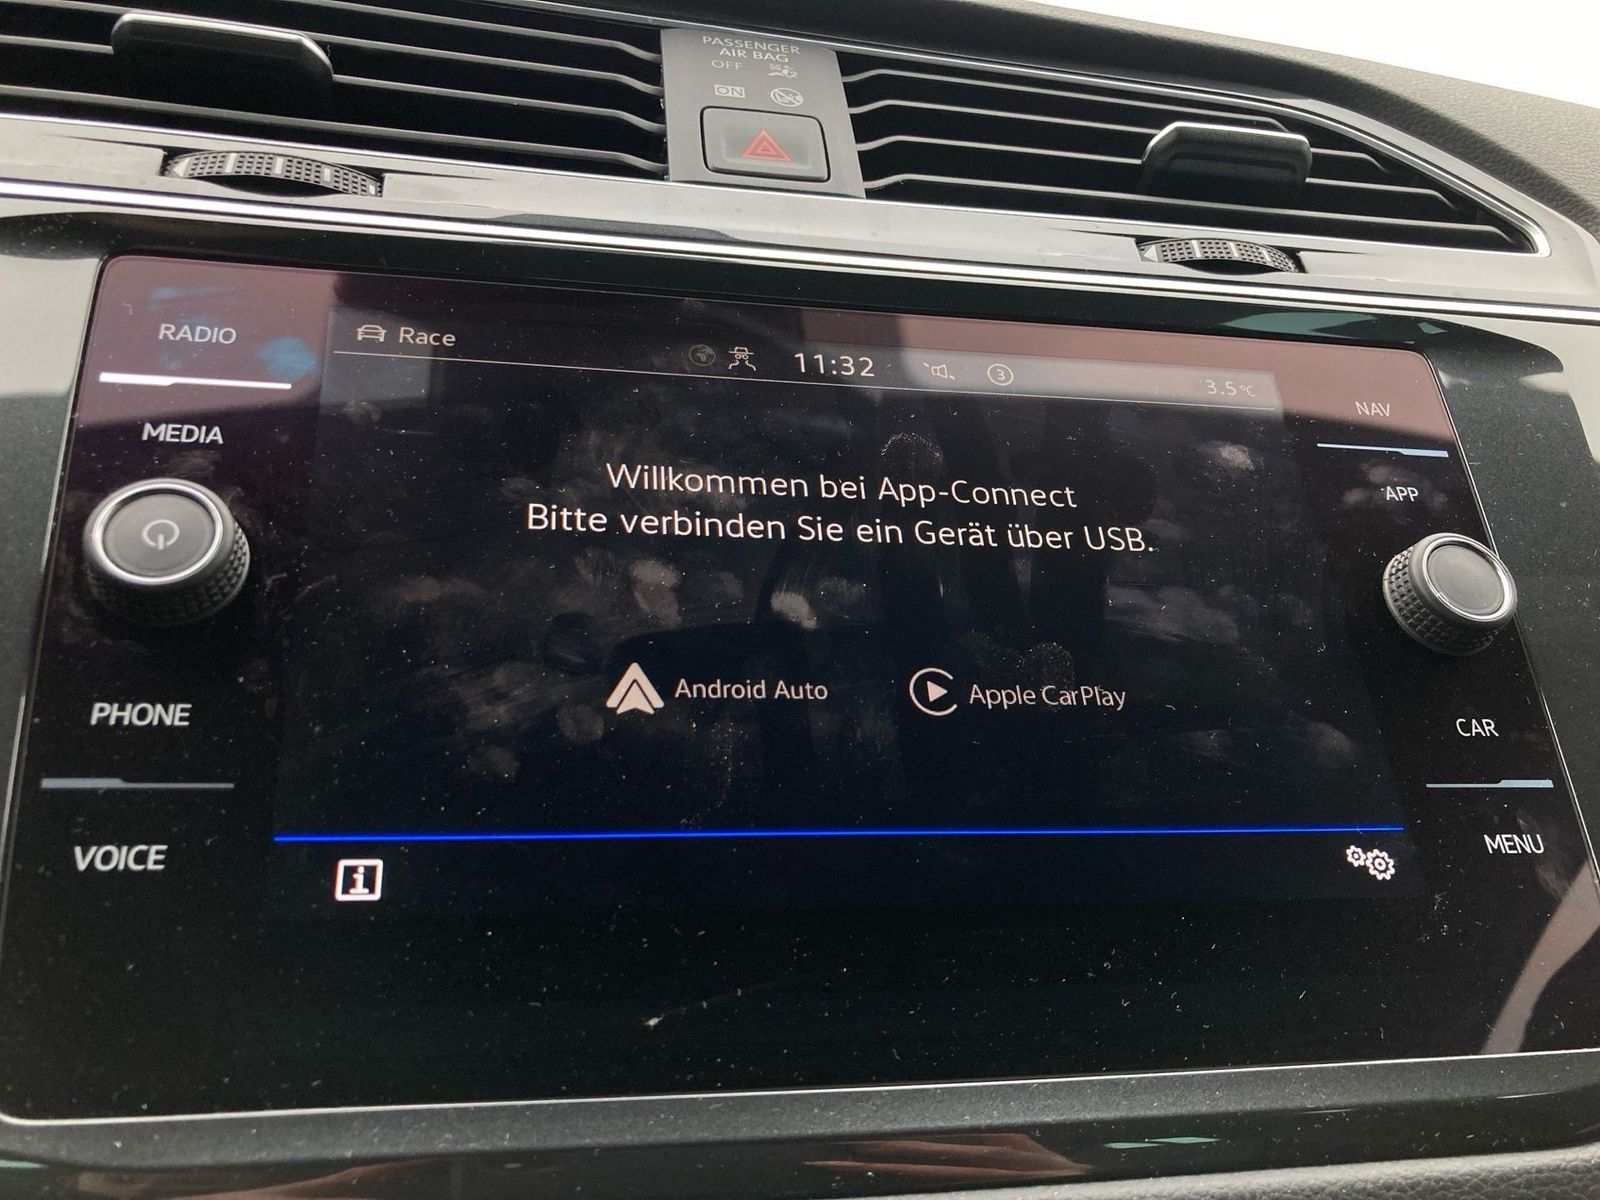 PASSENGER
AIR BAG
OFF
ON
RADIO
Race
11:32
3
3.5°C
NAV
MEDIA
APP
Willkommen bei App-Connect
Bitte verbinden Sie ein Gerät über USB.
Android Auto
Apple CarPlay
PHONE
CAR
VOICE
MENU
i